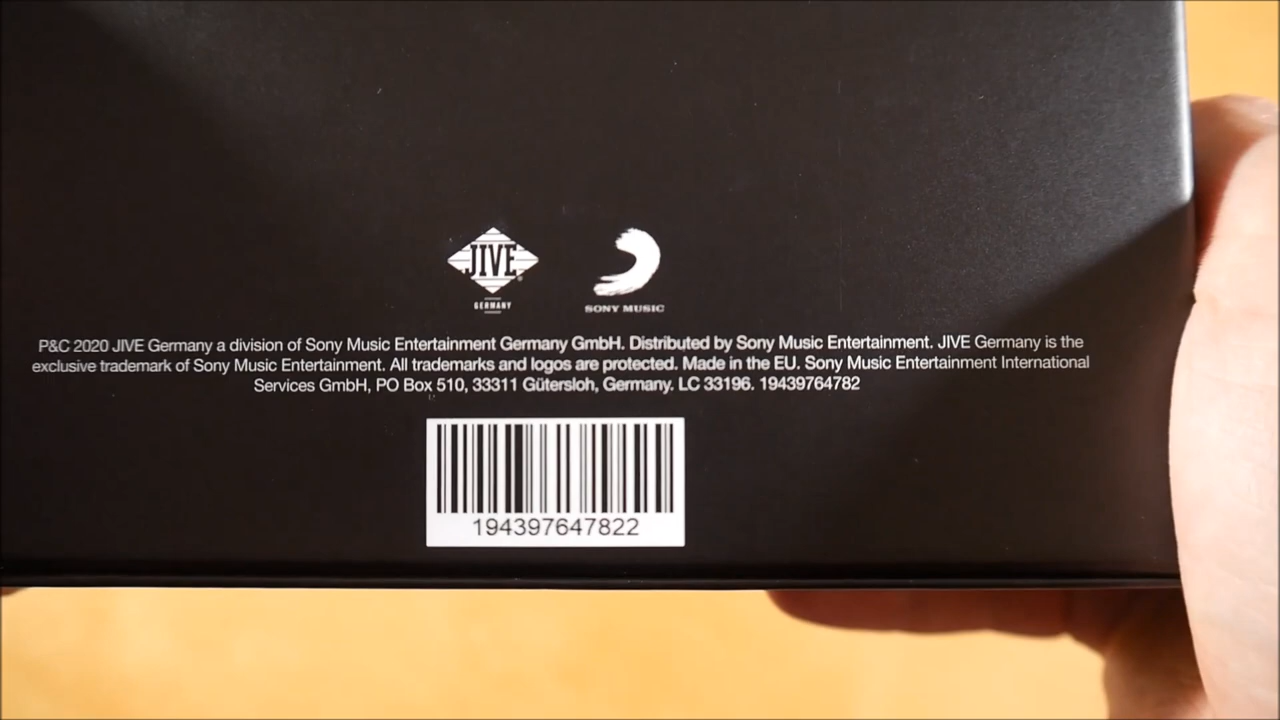 JIVE
GERMANY
SONY MUSIC
P&C 2020 JIVE Germany a division of Sony Music Entertainment Germany GmbH. Distributed by Sony Music Entertainment. JIVE Germany is the
exclusive trademark of Sony Music Entertainment. All trademarks and logos are protected. Made in the EU. Sony Music Entertainment International
Services GmbH, PO Box 510, 33311 Gütersloh, Germany. LC 33196. 19439764782
194397647822